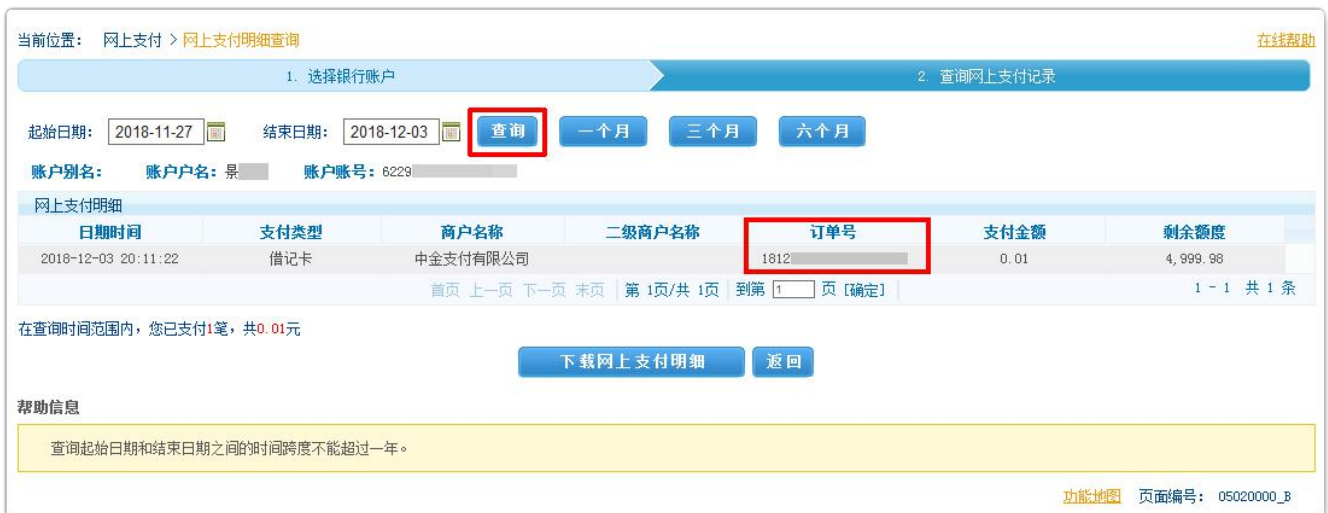 当前位置： 网上支付 > 网上支付明细查询 在线帮助
1. 选择银行账户 2. 查询网上支付记录
起始日期： 2018-11-27 结束日期： 2018-12-03 查询 一个月 三个月 六个月
账户别名： 账户户名：景 账户账号：6229
网上支付明细
日期时间 支付类型 商户名称 二级商户名称 订单号 支付金额 剩余额度
2018-12-03 20:11:22 借记卡 中金支付有限公司 1812 0.01 4,999.98
首页 上一页 下一页 末页 第 1页/共 1页 到第 1 页 [确定] 1 - 1 共 1 条
在查询时间范围内，您已支付1笔，共0.01元
下载网上支付明细 返回
帮助信息
查询起始日期和结束日期之间的时间跨度不能超过一年。
功能地图 页面编号： 05020000_B